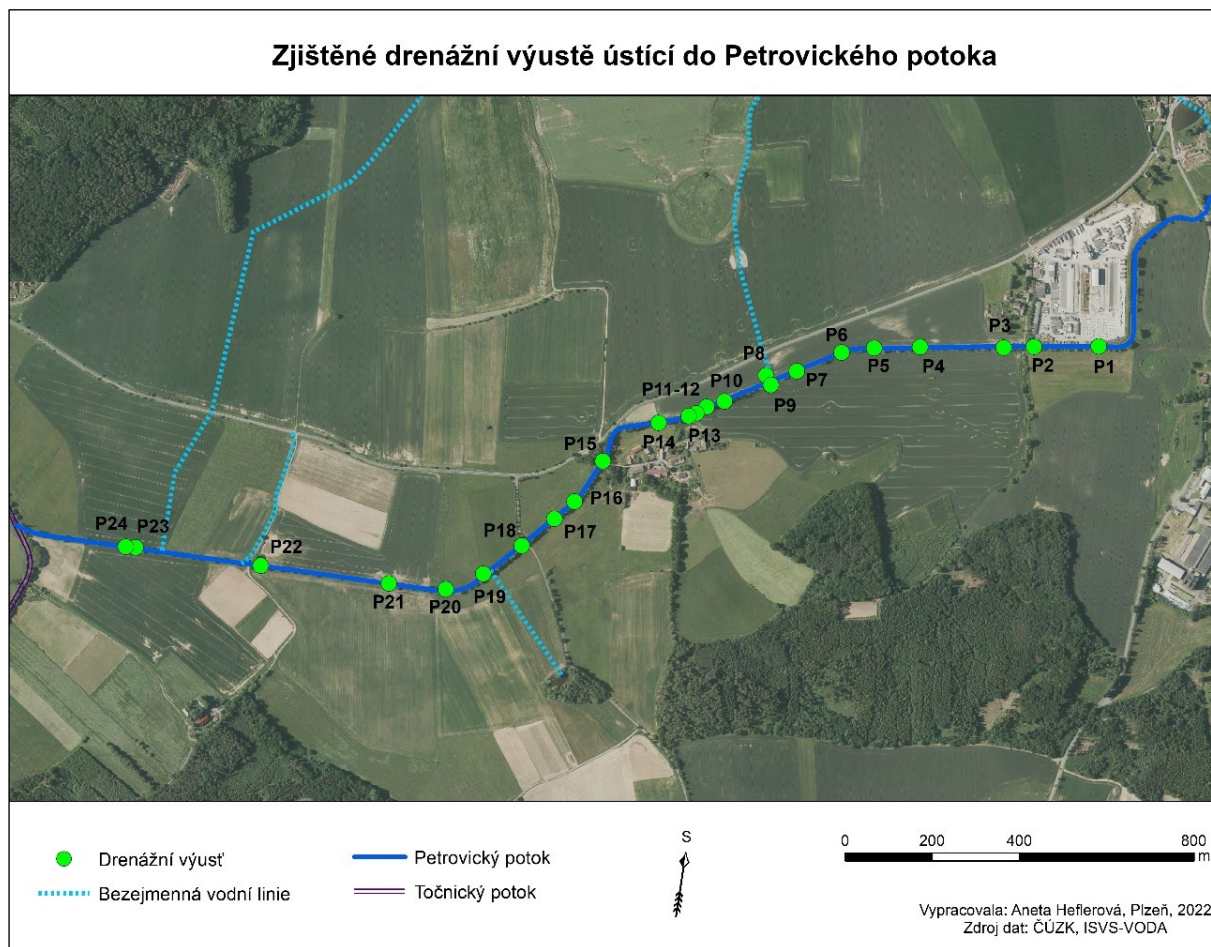 Zjištěné drenážní výustě ústící do Petrovického potoka
P6
P3
P8
P5
P4
P2
P1
P11-12
P10
P7
P9
P15
P14
P13
P16
P18
P17
P24
P23
P22
P19
P21
P20
Drenážní výusť
Bezejmenná vodní linie
Petrovický potok
Točnický potok
S
0 200 400 800
m
Vypracovala: Aneta Heflerová, Plzeň, 2022
Zdroj dat: ČÚZK, ISVS-VODA